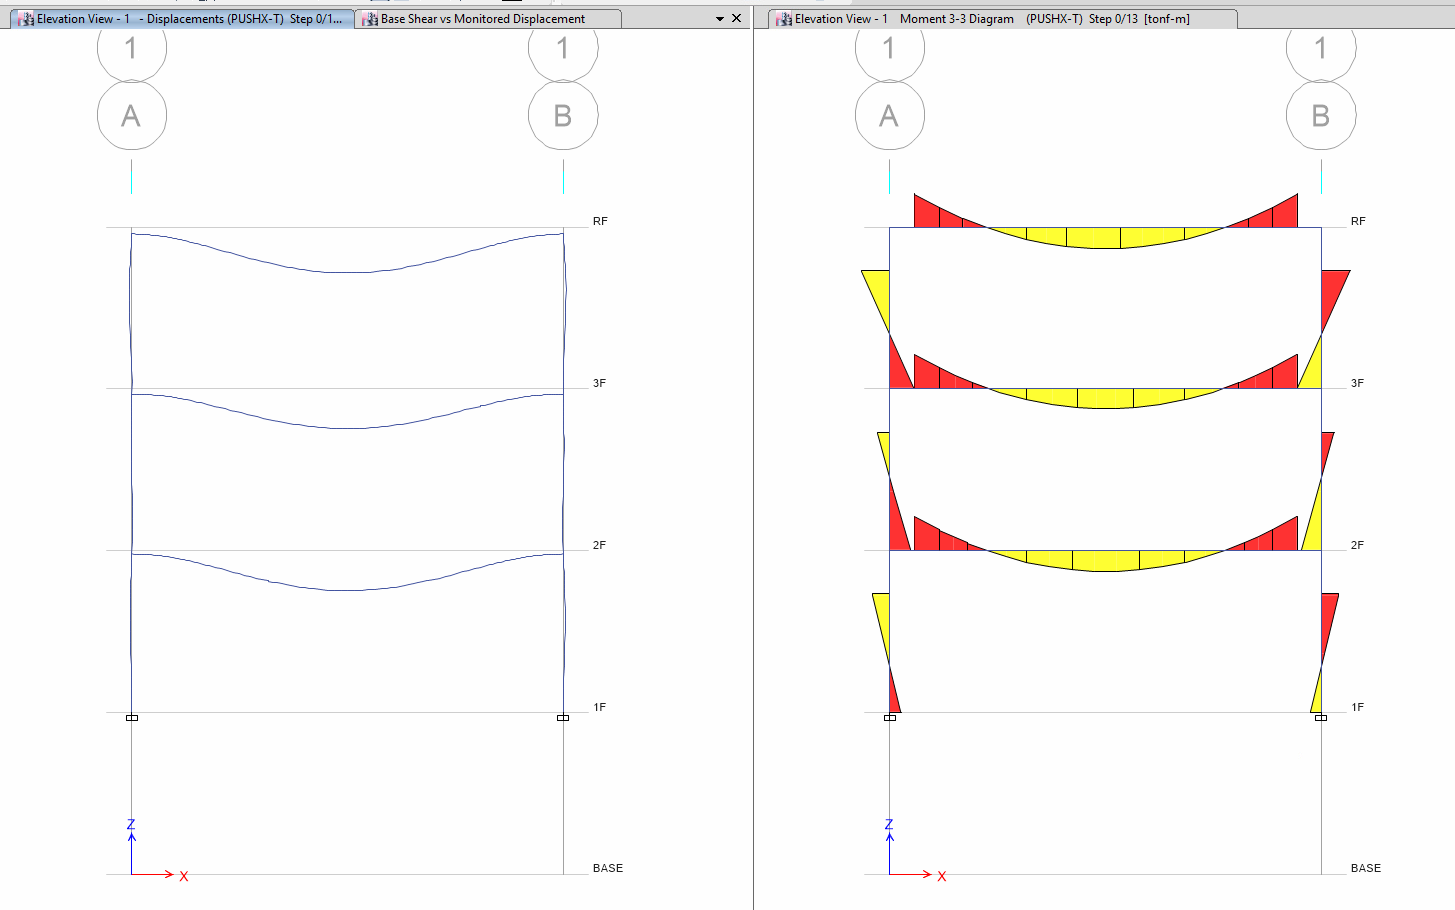 Elevation View - 1 - Displacements (PUSHX-T) Step 0/1...
Base Shear vs Monitored Displacement
1
1
A
B
RF
3F
2F
1F
Z
X
BASE
Elevation View - 1 Moment 3-3 Diagram (PUSHX-T) Step 0/13 [tonf-m]
1
1
A
B
RF
3F
2F
1F
Z
X
BASE